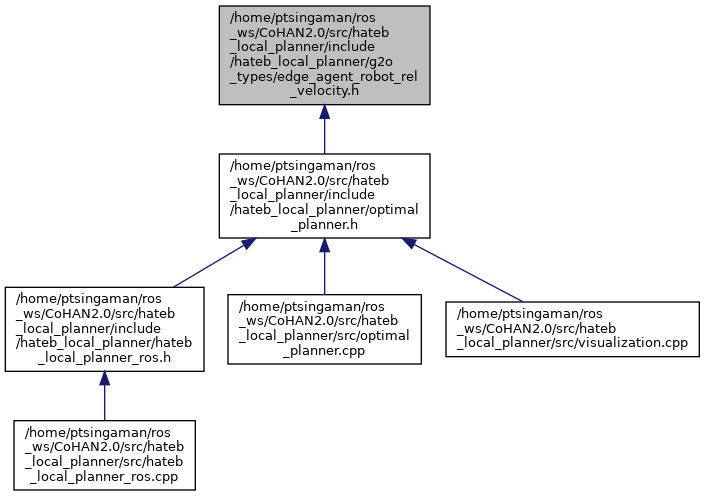 /home/ptsingaman/ros
_ws/CoHAN2.0/src/hateb
_local_planner/include
/hateb_local_planner/g2o
_types/edge_agent_robot_rel
_velocity.h
/home/ptsingaman/ros
_ws/CoHAN2.0/src/hateb
_local_planner/include
/hateb_local_planner/optimal
_planner.h
/home/ptsingaman/ros
_ws/CoHAN2.0/src/hateb
_local_planner/include
/hateb_local_planner/hateb
_local_planner_ros.h
/home/ptsingaman/ros
_ws/CoHAN2.0/src/hateb
_local_planner/src/optimal
_planner.cpp
/home/ptsingaman/ros
_ws/CoHAN2.0/src/hateb
_local_planner/src/visualization.cpp
/home/ptsingaman/ros
_ws/CoHAN2.0/src/hateb
_local_planner/src/hateb
_local_planner_ros.cpp